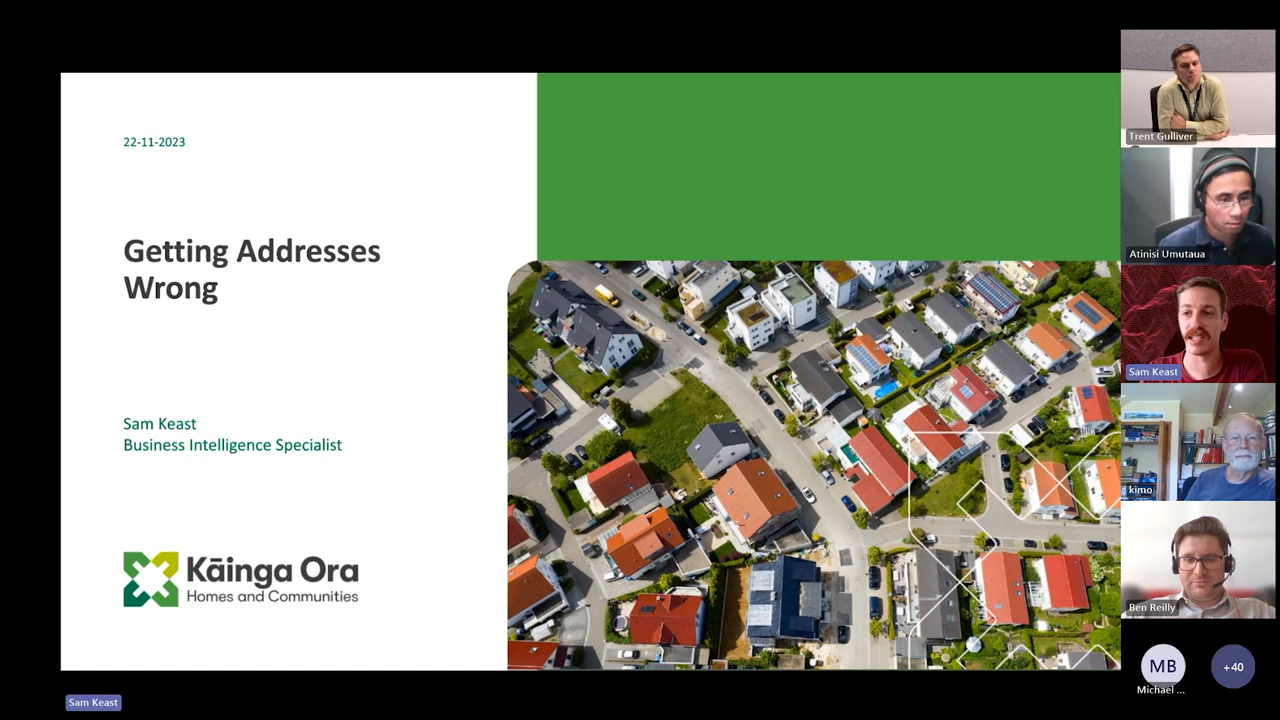 22-11-2023
Getting Addresses
Wrong
Sam Keast
Business Intelligence Specialist
Kāinga Ora
Homes and Communities
Trent Gulliver
Atinisi Umutaua
Sam Keast
kimo
Ben Reilly
MB
+40
Michael ...
Sam Keast